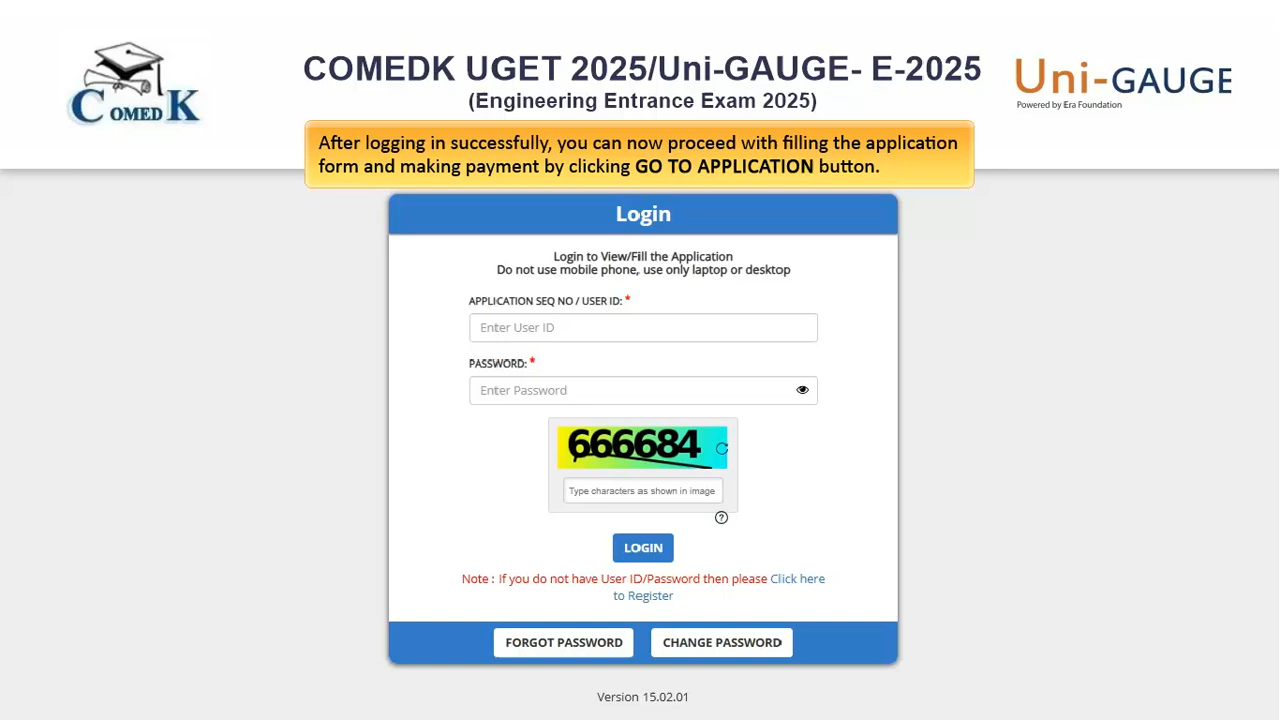 COMEDK
COMEDK UGET 2025/Uni-GAUGE- E-2025
(Engineering Entrance Exam 2025)
Uni-GAUGE
Powered by Era Foundation
After logging in successfully, you can now proceed with filling the application
form and making payment by clicking GO TO APPLICATION button.
Login
Login to View/Fill the Application
Do not use mobile phone, use only laptop or desktop
APPLICATION SEQ NO / USER ID: *
Enter User ID
PASSWORD: *
Enter Password
666684
Type characters as shown in image
?
LOGIN
Note : If you do not have User ID/Password then please Click here
to Register
FORGOT PASSWORD
CHANGE PASSWORD
Version 15.02.01